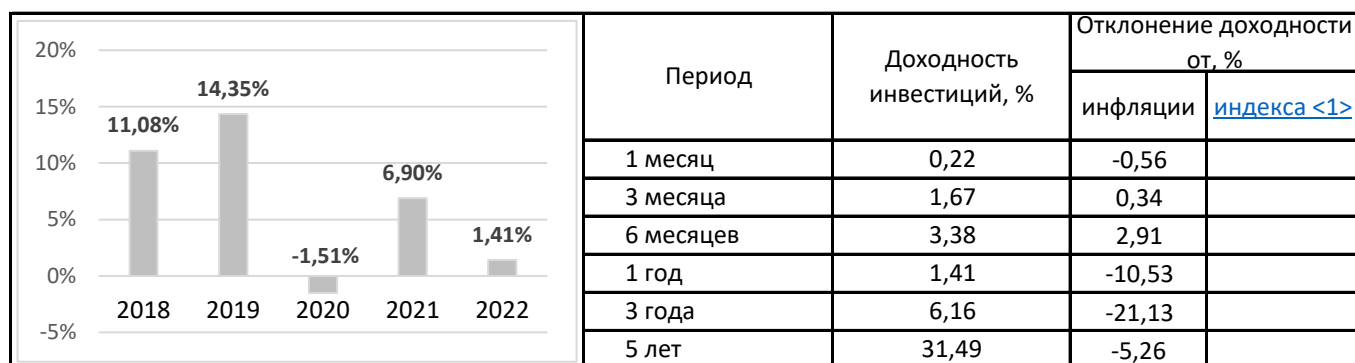 20%
15%
10%
5%
0%
-5%
11,08%
14,35%
-1,51%
6,90%
1,41%
2018 2019 2020 2021 2022
Период
Доходность
инвестиций, %
Отклонение доходности
от, %
инфляции индекса <1>
1 месяц 0,22 -0,56
3 месяца 1,67 0,34
6 месяцев 3,38 2,91
1 год 1,41 -10,53
3 года 6,16 -21,13
5 лет 31,49 -5,26